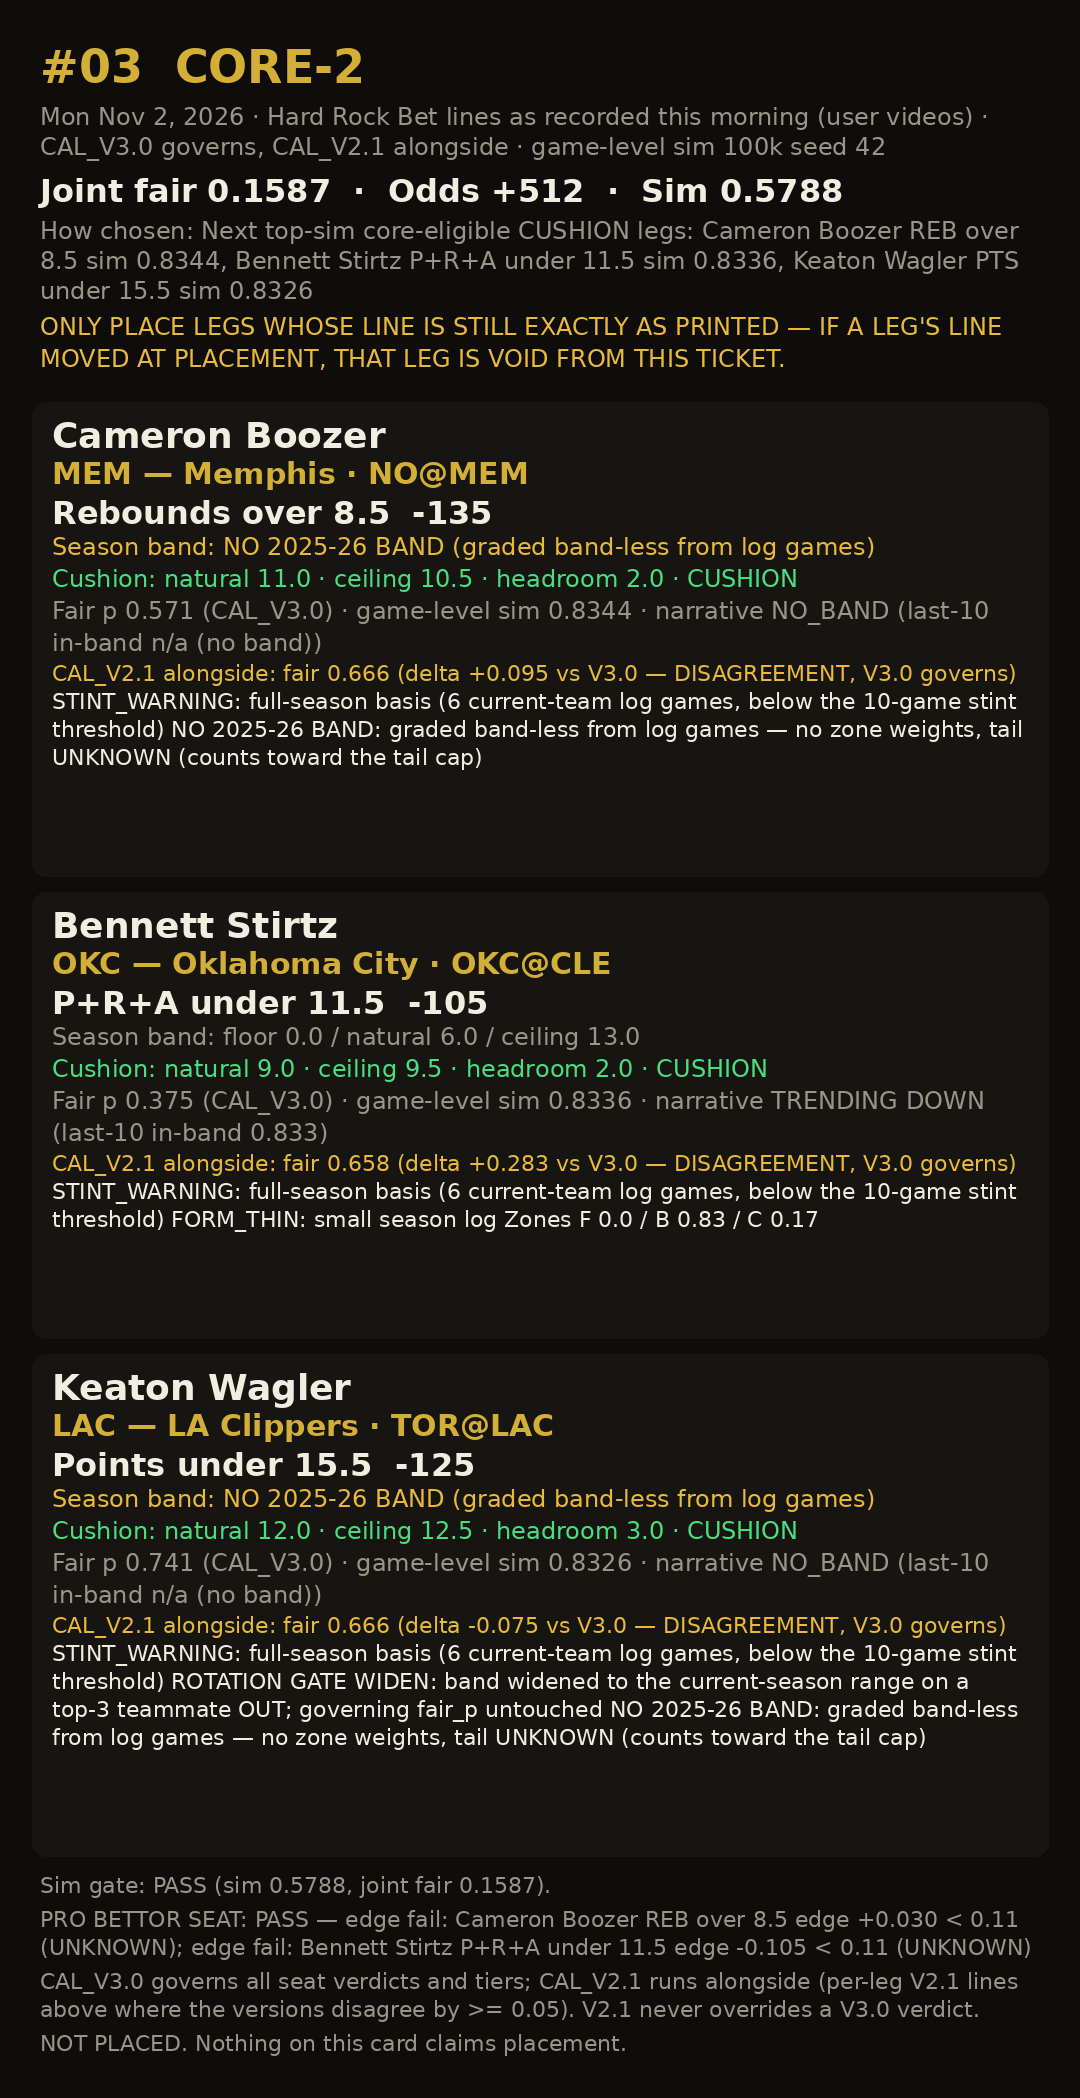 #03 CORE-2
Mon Nov 2, 2026 · Hard Rock Bet lines as recorded this morning (user videos) ·
CAL_V3.0 governs, CAL_V2.1 alongside · game-level sim 100k seed 42
Joint fair 0.1587 · Odds +512 · Sim 0.5788
How chosen: Next top-sim core-eligible CUSHION legs: Cameron Boozer REB over
8.5 sim 0.8344, Bennett Stirtz P+R+A under 11.5 sim 0.8336, Keaton Wagler PTS
under 15.5 sim 0.8326
ONLY PLACE LEGS WHOSE LINE IS STILL EXACTLY AS PRINTED — IF A LEG'S LINE
MOVED AT PLACEMENT, THAT LEG IS VOID FROM THIS TICKET.
Cameron Boozer
MEM — Memphis · NO@MEM
Rebounds over 8.5 -135
Season band: NO 2025-26 BAND (graded band-less from log games)
Cushion: natural 11.0 · ceiling 10.5 · headroom 2.0 · CUSHION
Fair p 0.571 (CAL_V3.0) · game-level sim 0.8344 · narrative NO_BAND (last-10
in-band n/a (no band))
CAL_V2.1 alongside: fair 0.666 (delta +0.095 vs V3.0 — DISAGREEMENT, V3.0 governs)
STINT_WARNING: full-season basis (6 current-team log games, below the 10-game stint
threshold) NO 2025-26 BAND: graded band-less from log games — no zone weights, tail
UNKNOWN (counts toward the tail cap)
Bennett Stirtz
OKC — Oklahoma City · OKC@CLE
P+R+A under 11.5 -105
Season band: floor 0.0 / natural 6.0 / ceiling 13.0
Cushion: natural 9.0 · ceiling 9.5 · headroom 2.0 · CUSHION
Fair p 0.375 (CAL_V3.0) · game-level sim 0.8336 · narrative TRENDING DOWN
(last-10 in-band 0.833)
CAL_V2.1 alongside: fair 0.658 (delta +0.283 vs V3.0 — DISAGREEMENT, V3.0 governs)
STINT_WARNING: full-season basis (6 current-team log games, below the 10-game stint
threshold) FORM_THIN: small season log Zones F 0.0 / B 0.83 / C 0.17
Keaton Wagler
LAC — LA Clippers · TOR@LAC
Points under 15.5 -125
Season band: NO 2025-26 BAND (graded band-less from log games)
Cushion: natural 12.0 · ceiling 12.5 · headroom 3.0 · CUSHION
Fair p 0.741 (CAL_V3.0) · game-level sim 0.8326 · narrative NO_BAND (last-10
in-band n/a (no band))
CAL_V2.1 alongside: fair 0.666 (delta -0.075 vs V3.0 — DISAGREEMENT, V3.0 governs)
STINT_WARNING: full-season basis (6 current-team log games, below the 10-game stint
threshold) ROTATION GATE WIDEN: band widened to the current-season range on a
top-3 teammate OUT; governing fair_p untouched NO 2025-26 BAND: graded band-less
from log games — no zone weights, tail UNKNOWN (counts toward the tail cap)
Sim gate: PASS (sim 0.5788, joint fair 0.1587).
PRO BETTOR SEAT: PASS — edge fail: Cameron Boozer REB over 8.5 edge +0.030 < 0.11
(UNKNOWN); edge fail: Bennett Stirtz P+R+A under 11.5 edge -0.105 < 0.11 (UNKNOWN)
CAL_V3.0 governs all seat verdicts and tiers; CAL_V2.1 runs alongside (per-leg V2.1 lines
above where the versions disagree by >= 0.05). V2.1 never overrides a V3.0 verdict.
NOT PLACED. Nothing on this card claims placement.